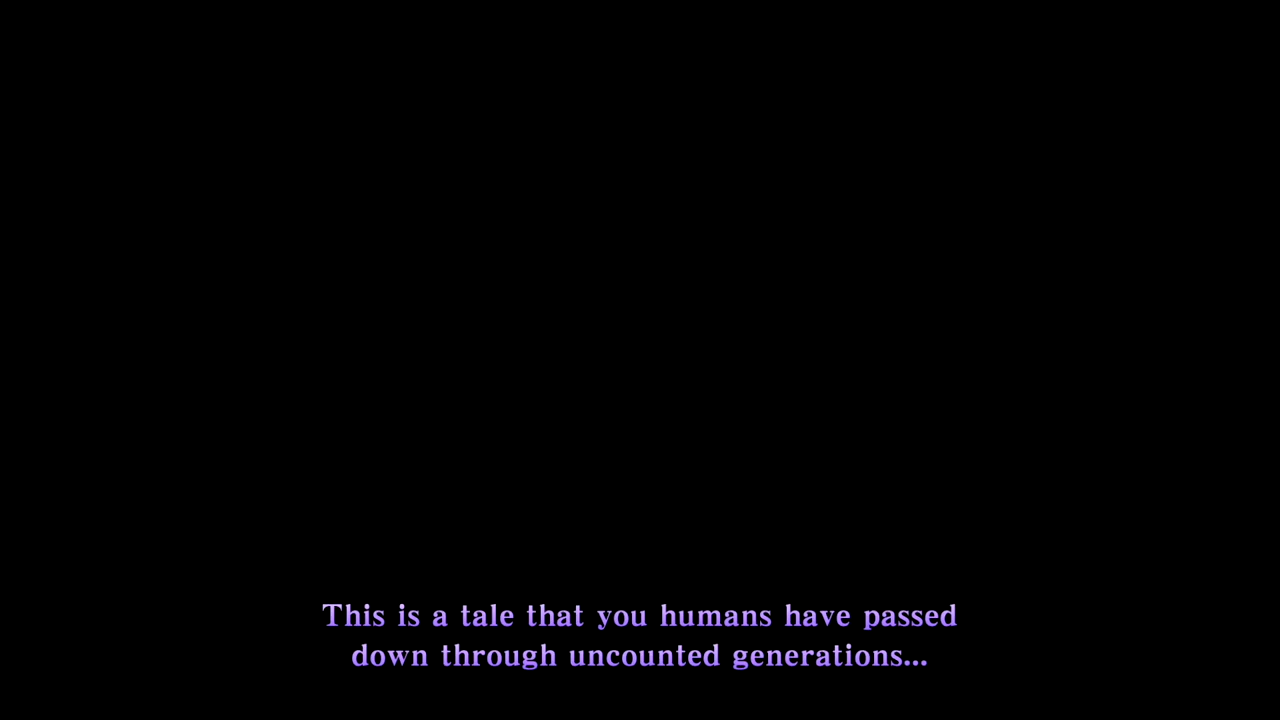 This is a tale that you humans have passed
down through uncounted generations...